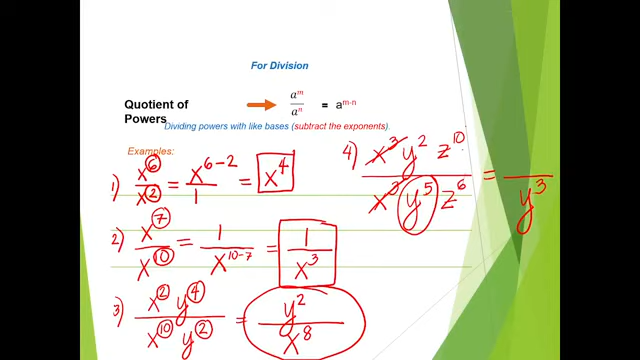 For Division
Quotient of Powers → a^m/a^n = a^(m-n)
Dividing powers with like bases (subtract the exponents).
Examples:
1) x^6/x^2 = x^(6-2)/1 = x^4
2) x^7/x^10 = 1/x^(10-7) = 1/x^3
3) x^2 y^4/x^10 y^2 = y^2/x^8
4) x^3 y^2 z^10/x^3 y^5 z^6 = /y^3